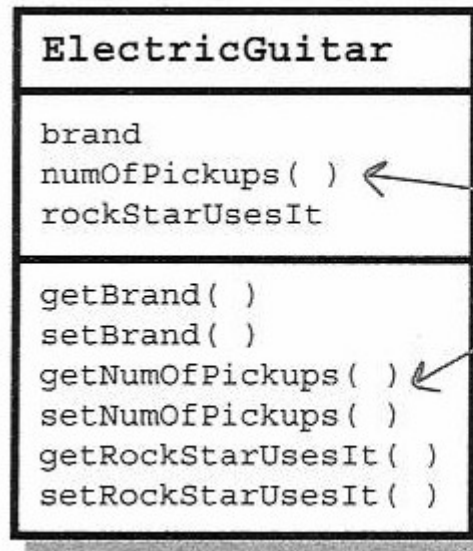 ElectricGuitar
brand
numOfPickups( )
rockStarUsesIt
getBrand( )
setBrand( )
getNumOfPickups( )
setNumOfPickups( )
getRockStarUsesIt( )
setRockStarUsesIt( )